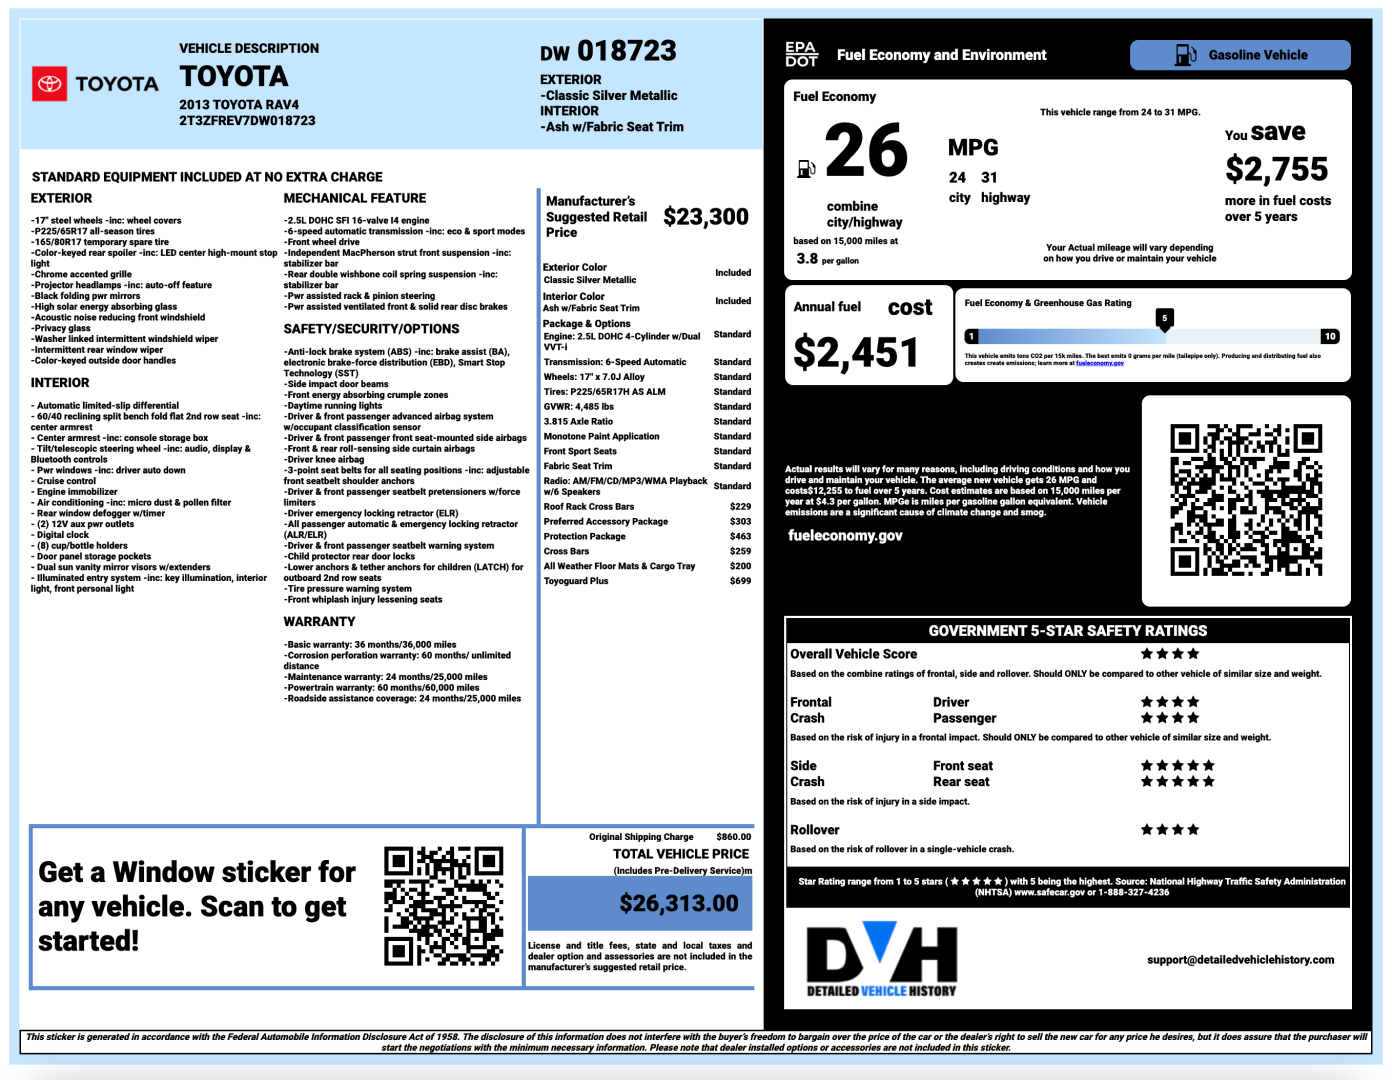 TOYOTA
VEHICLE DESCRIPTION
TOYOTA
2013 TOYOTA RAV4
2T3ZFREV7DW018723
DW 018723
EXTERIOR
-Classic Silver Metallic
INTERIOR
-Ash w/Fabric Seat Trim
STANDARD EQUIPMENT INCLUDED AT NO EXTRA CHARGE
EXTERIOR
-17" steel wheels -inc: wheel covers
-P225/65R17 all-season tires
-165/80R17 temporary spare tire
-Color-keyed rear spoiler -inc: LED center high-mount stop
light
-Chrome accented grille
-Projector headlamps -inc: auto-off feature
-Black folding pwr mirrors
-High solar energy absorbing glass
-Acoustic noise reducing front windshield
-Privacy glass
-Washer linked intermittent windshield wiper
-Intermittent rear window wiper
-Color-keyed outside door handles
INTERIOR
- Automatic limited-slip differential
- 60/40 reclining split bench fold flat 2nd row seat -inc:
center armrest
- Center armrest -inc: console storage box
- Tilt/telescopic steering wheel -inc: audio, display &
Bluetooth controls
- Pwr windows -inc: driver auto down
- Cruise control
- Engine immobilizer
- Air conditioning -inc: micro dust & pollen filter
- Rear window defogger w/timer
- (2) 12V aux pwr outlets
- Digital clock
- (8) cup/bottle holders
- Door panel storage pockets
- Dual sun vanity mirror visors w/extenders
- Illuminated entry system -inc: key illumination, interior
light, front personal light
MECHANICAL FEATURE
-2.5L DOHC SFI 16-valve I4 engine
-6-speed automatic transmission -inc: eco & sport modes
-Front wheel drive
-Independent MacPherson strut front suspension -inc:
stabilizer bar
-Rear double wishbone coil spring suspension -inc:
stabilizer bar
-Pwr assisted rack & pinion steering
-Pwr assisted ventilated front & solid rear disc brakes
SAFETY/SECURITY/OPTIONS
-Anti-lock brake system (ABS) -inc: brake assist (BA),
electronic brake-force distribution (EBD), Smart Stop
Technology (SST)
-Side impact door beams
-Front energy absorbing crumple zones
-Daytime running lights
-Driver & front passenger advanced airbag system
w/occupant classification sensor
-Driver & front passenger front seat-mounted side airbags
-Front & rear roll-sensing side curtain airbags
-Driver knee airbag
-3-point seat belts for all seating positions -inc: adjustable
front seatbelt shoulder anchors
-Driver & front passenger seatbelt pretensioners w/force
limiters
-Driver emergency locking retractor (ELR)
-All passenger automatic & emergency locking retractor
(ALR/ELR)
-Driver & front passenger seatbelt warning system
-Child protector rear door locks
-Lower anchors & tether anchors for children (LATCH) for
outboard 2nd row seats
-Tire pressure warning system
-Front whiplash injury lessening seats
WARRANTY
-Basic warranty: 36 months/36,000 miles
-Corrosion perforation warranty: 60 months/ unlimited
distance
-Maintenance warranty: 24 months/25,000 miles
-Powertrain warranty: 60 months/60,000 miles
-Roadside assistance coverage: 24 months/25,000 miles
Manufacturer's
Suggested Retail
Price
$23,300
Exterior Color
Classic Silver Metallic
Included
Interior Color
Ash w/Fabric Seat Trim
Included
Package & Options
Engine: 2.5L DOHC 4-Cylinder w/Dual
VVT-i
Standard
Transmission: 6-Speed Automatic Standard
Wheels: 17" x 7.0J Alloy Standard
Tires: P225/65R17H AS ALM Standard
GVWR: 4,485 lbs Standard
3.815 Axle Ratio Standard
Monotone Paint Application Standard
Front Sport Seats Standard
Fabric Seat Trim Standard
Radio: AM/FM/CD/MP3/WMA Playback
w/6 Speakers
Standard
Roof Rack Cross Bars $229
Preferred Accessory Package $303
Protection Package $463
Cross Bars $259
All Weather Floor Mats & Cargo Tray $200
Toyoguard Plus $699
Get a Window sticker for
any vehicle. Scan to get
started!
Original Shipping Charge $860.00
TOTAL VEHICLE PRICE
(Includes Pre-Delivery Service)m
$26,313.00
License and title fees, state and local taxes and
dealer option and assessories are not included in the
manufacturer's suggested retail price.
EPA
DOT
Fuel Economy and Environment
Gasoline Vehicle
Fuel Economy
This vehicle range from 24 to 31 MPG.
26
MPG
24 31
city highway
combine
city/highway
based on 15,000 miles at
3.8 per gallon
You save
$2,755
more in fuel costs
over 5 years
Your Actual mileage will vary depending
on how you drive or maintain your vehicle
Annual fuel cost
$2,451
Fuel Economy & Greenhouse Gas Rating
5
1
10
This vehicle emits tons CO2 per 15k miles. The best emits 0 grams per mile (tailpipe only). Producing and distributing fuel also
creates create emissions; learn more at fueleconomy.gov
Actual results will vary for many reasons, including driving conditions and how you
drive and maintain your vehicle. The average new vehicle gets 26 MPG and
costs$12,255 to fuel over 5 years. Cost estimates are based on 15,000 miles per
year at $4.3 per gallon. MPGe is miles per gasoline gallon equivalent. Vehicle
emissions are a significant cause of climate change and smog.
fueleconomy.gov
GOVERNMENT 5-STAR SAFETY RATINGS
Overall Vehicle Score ★★★★
Based on the combine ratings of frontal, side and rollover. Should ONLY be compared to other vehicle of similar size and weight.
Frontal Driver ★★★★
Crash Passenger ★★★★
Based on the risk of injury in a frontal impact. Should ONLY be compared to other vehicle of similar size and weight.
Side Front seat ★★★★★
Crash Rear seat ★★★★★
Based on the risk of injury in a side impact.
Rollover ★★★★
Based on the risk of rollover in a single-vehicle crash.
Star Rating range from 1 to 5 stars (★★★★★) with 5 being the highest. Source: National Highway Traffic Safety Administration
(NHTSA) www.safecar.gov or 1-888-327-4236
DVH
DETAILED VEHICLE HISTORY
support@detailedvehiclehistory.com
This sticker is generated in accordance with the Federal Automobile Information Disclosure Act of 1958. The disclosure of this information does not interfere with the buyer's freedom to bargain over the price of the car or the dealer's right to sell the new car for any price he desires, but it does assure that the purchaser will
start the negotiations with the minimum necessary information. Please note that dealer installed options or accessories are not included in this sticker.